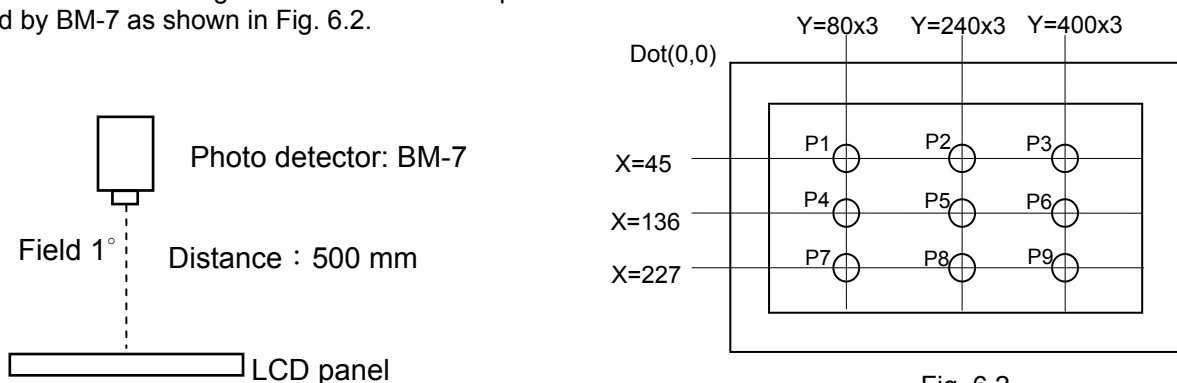 d by BM-7 as shown in Fig. 6.2.
Photo detector: BM-7
Field 1°
Distance：500 mm
LCD panel
Y=80x3 Y=240x3 Y=400x3
Dot(0,0)
P1 P2 P3
X=45
P4 P5 P6
X=136
P7 P8 P9
X=227
Fig. 6.2